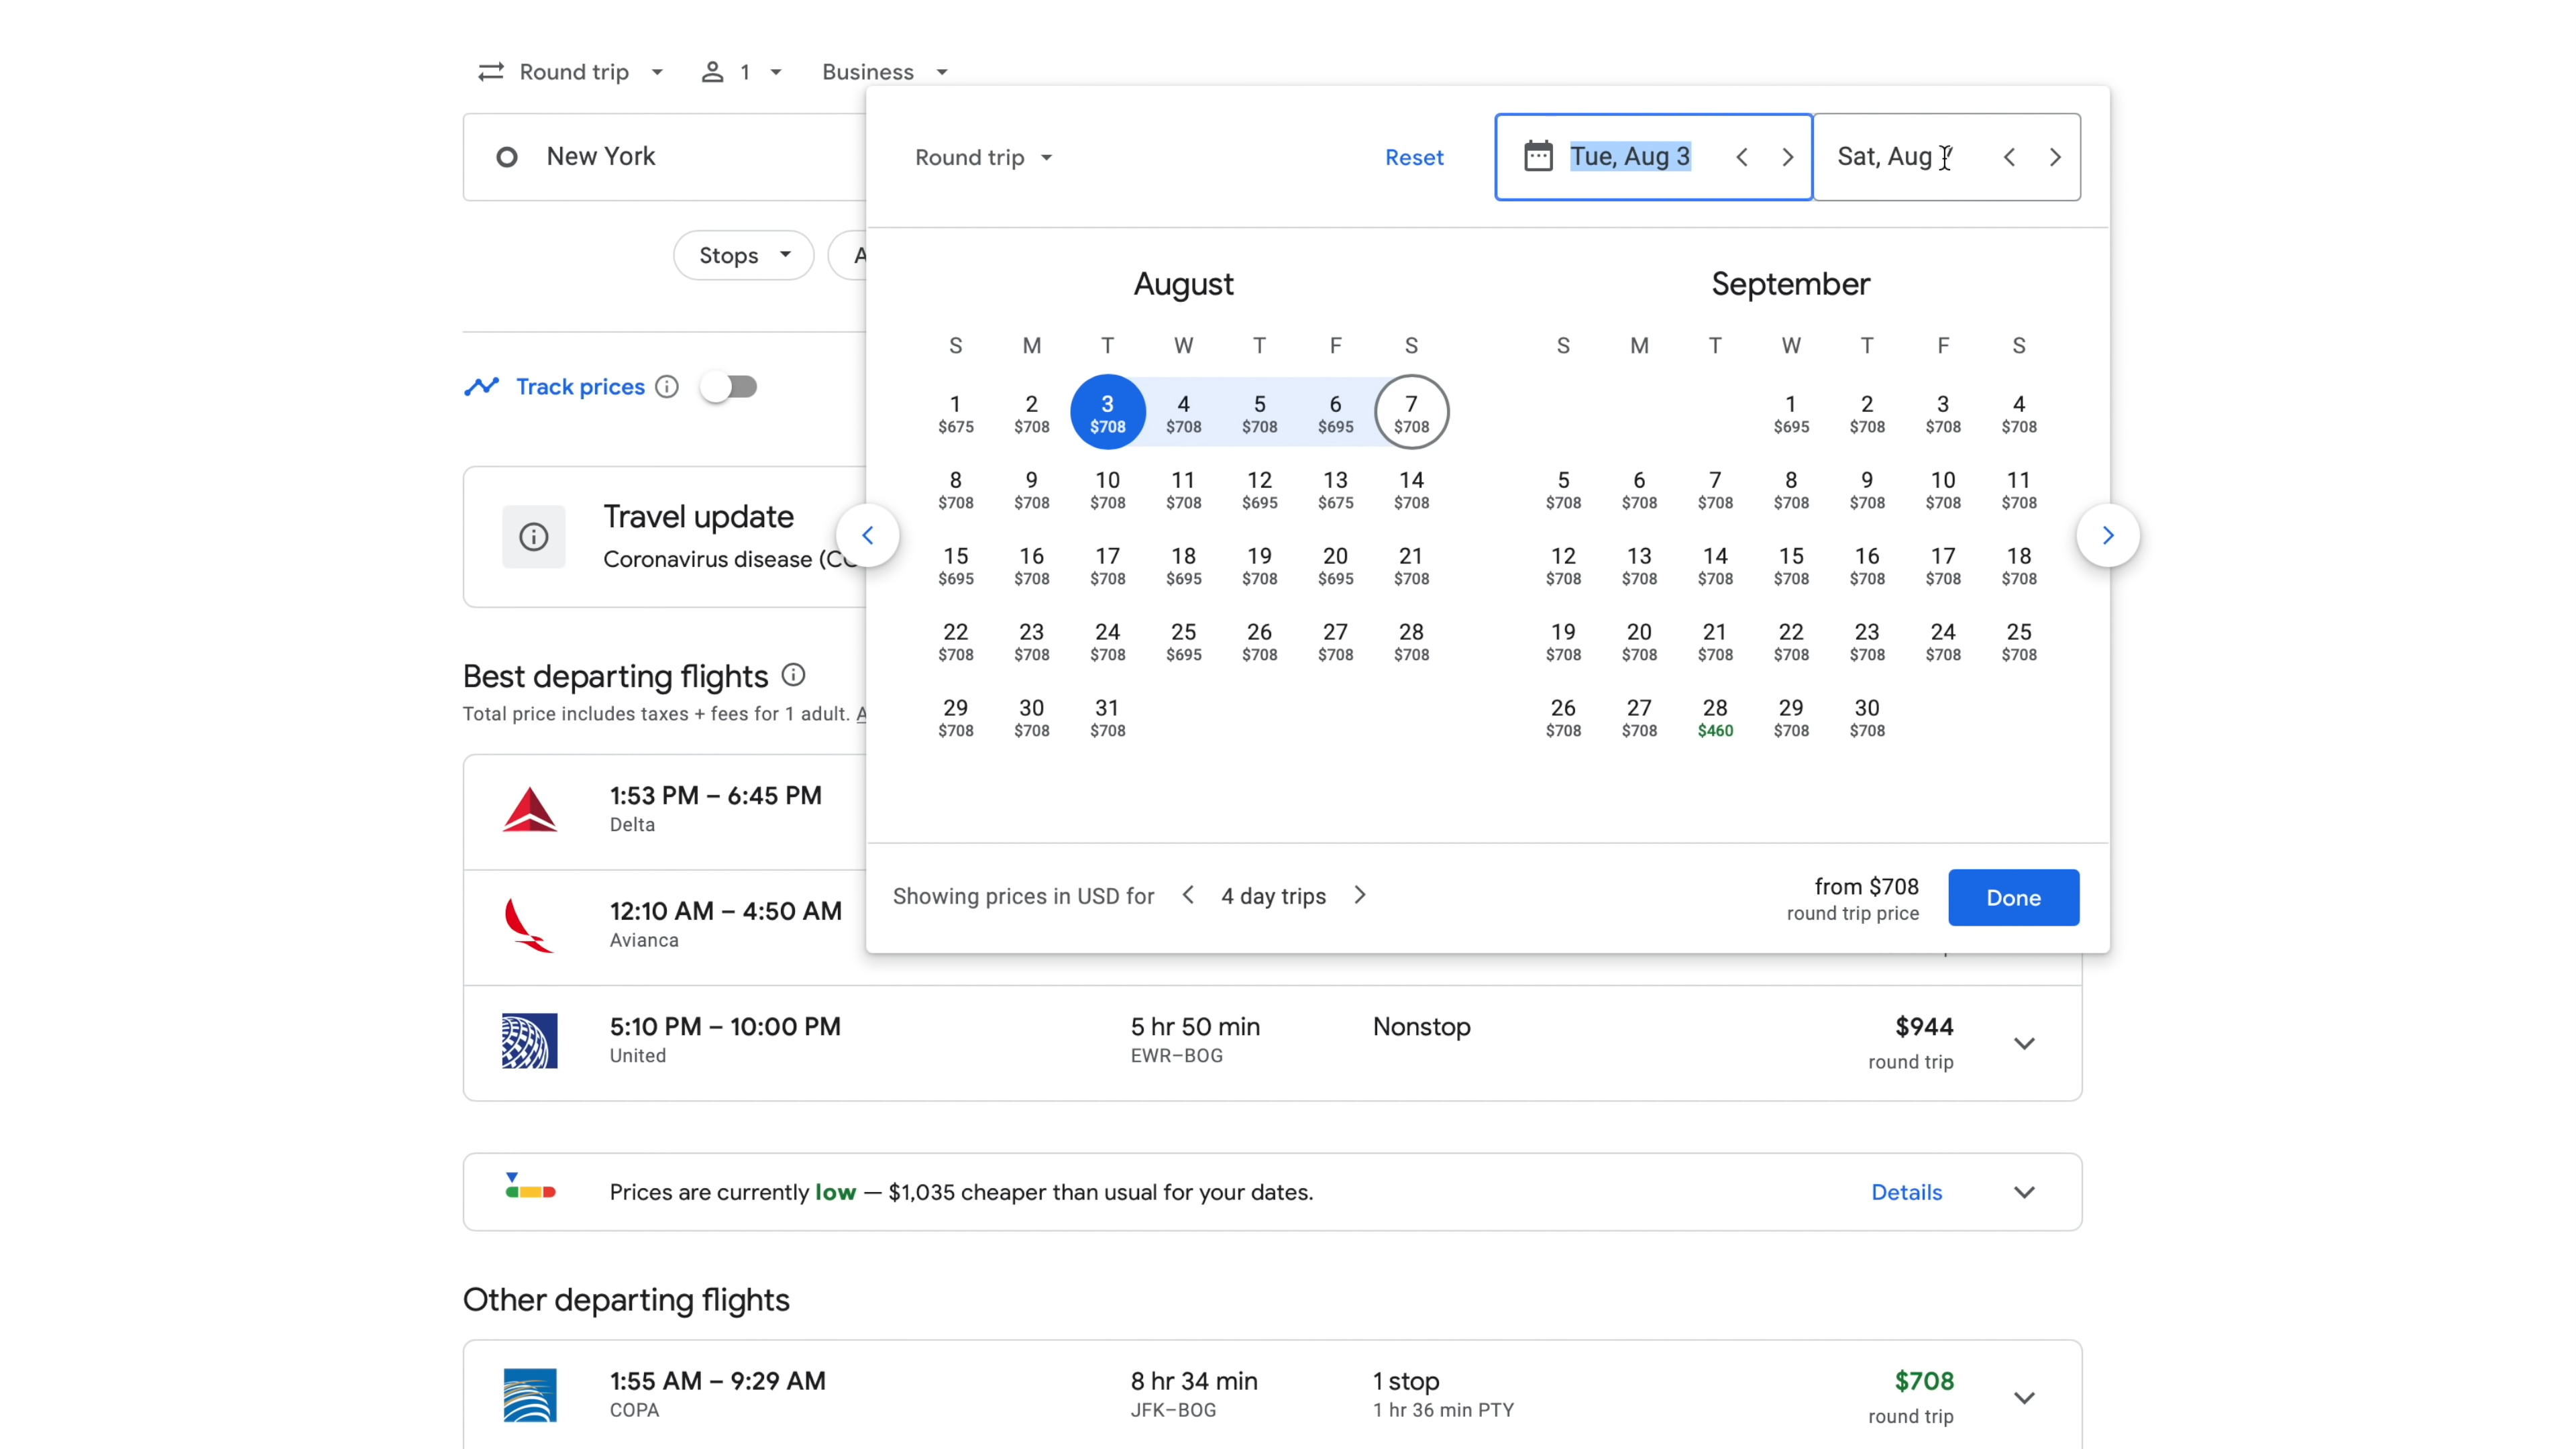 Round trip 1 Business
New York
Stops
Track prices
Travel update
Coronavirus disease
Best departing flights
Total price includes taxes + fees for 1 adult.
1:53 PM – 6:45 PM
Delta
12:10 AM – 4:50 AM
Avianca
Round trip Reset Tue, Aug 3 Sat, Aug
August
S M T W T F S
1 2 3 4 5 6 7
$675 $708 $708 $708 $708 $695 $708
8 9 10 11 12 13 14
$708 $708 $708 $708 $695 $675 $708
15 16 17 18 19 20 21
$695 $708 $708 $695 $708 $695 $708
22 23 24 25 26 27 28
$708 $708 $708 $695 $708 $708 $708
29 30 31
$708 $708 $708
September
S M T W T F S
1 2 3 4
$695 $708 $708 $708
5 6 7 8 9 10 11
$708 $708 $708 $708 $708 $708 $708
12 13 14 15 16 17 18
$708 $708 $708 $708 $708 $708 $708
19 20 21 22 23 24 25
$708 $708 $708 $708 $708 $708 $708
26 27 28 29 30
$708 $708 $460 $708 $708
Showing prices in USD for 4 day trips
from $708
round trip price
Done
5:10 PM – 10:00 PM 5 hr 50 min Nonstop $944
United EWR–BOG round trip
Prices are currently low — $1,035 cheaper than usual for your dates. Details
Other departing flights
1:55 AM – 9:29 AM 8 hr 34 min 1 stop $708
COPA JFK–BOG 1 hr 36 min PTY round trip